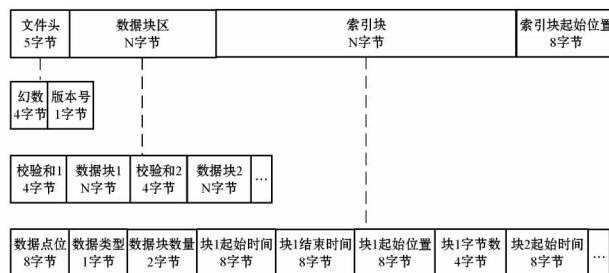 文件头 数据块区 索引块 索引块起始位置
5字节 N字节 N字节 8字节
幻数 版本号
4字节 1字节
校验和1 数据块1 校验和2 数据块2 ...
4字节 N字节 4字节 N字节
数据点位 数据类型 数据块数量 块1起始时间 块1结束时间 块1起始位置 块1字节数 块2起始时间 ...
8字节 1字节 2字节 8字节 8字节 8字节 4字节 8字节